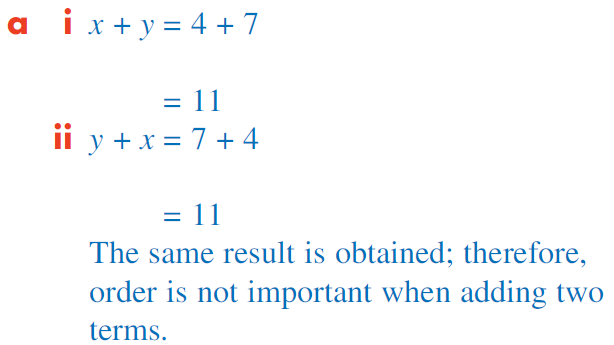 a i x + y = 4 + 7
= 11
ii y + x = 7 + 4
= 11
The same result is obtained; therefore,
order is not important when adding two
terms.